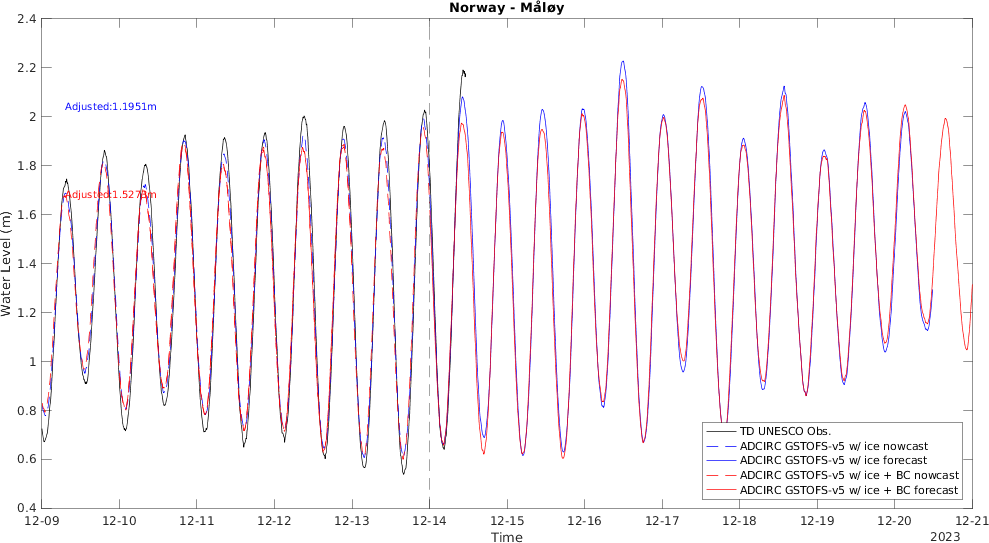 Norway - Måløy
2.4
2.2
2
1.8
1.6
1.4
1.2
1
0.8
0.6
0.4
Water Level (m)
Adjusted:1.1951m
Adjusted:1.5273m
TD UNESCO Obs.
ADCIRC GSTOFS-v5 w/ ice nowcast
ADCIRC GSTOFS-v5 w/ ice forecast
ADCIRC GSTOFS-v5 w/ ice + BC nowcast
ADCIRC GSTOFS-v5 w/ ice + BC forecast
12-09 12-10 12-11 12-12 12-13 12-14 12-15 12-16 12-17 12-18 12-19 12-20 12-21
Time
2023